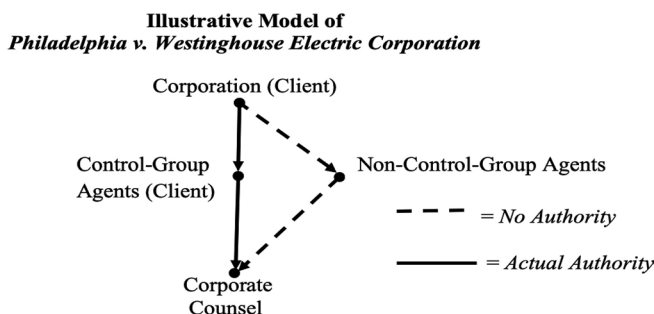 Illustrative Model of
Philadelphia v. Westinghouse Electric Corporation
Corporation (Client)
Control-Group
Agents (Client)
Non-Control-Group Agents
= No Authority
= Actual Authority
Corporate
Counsel